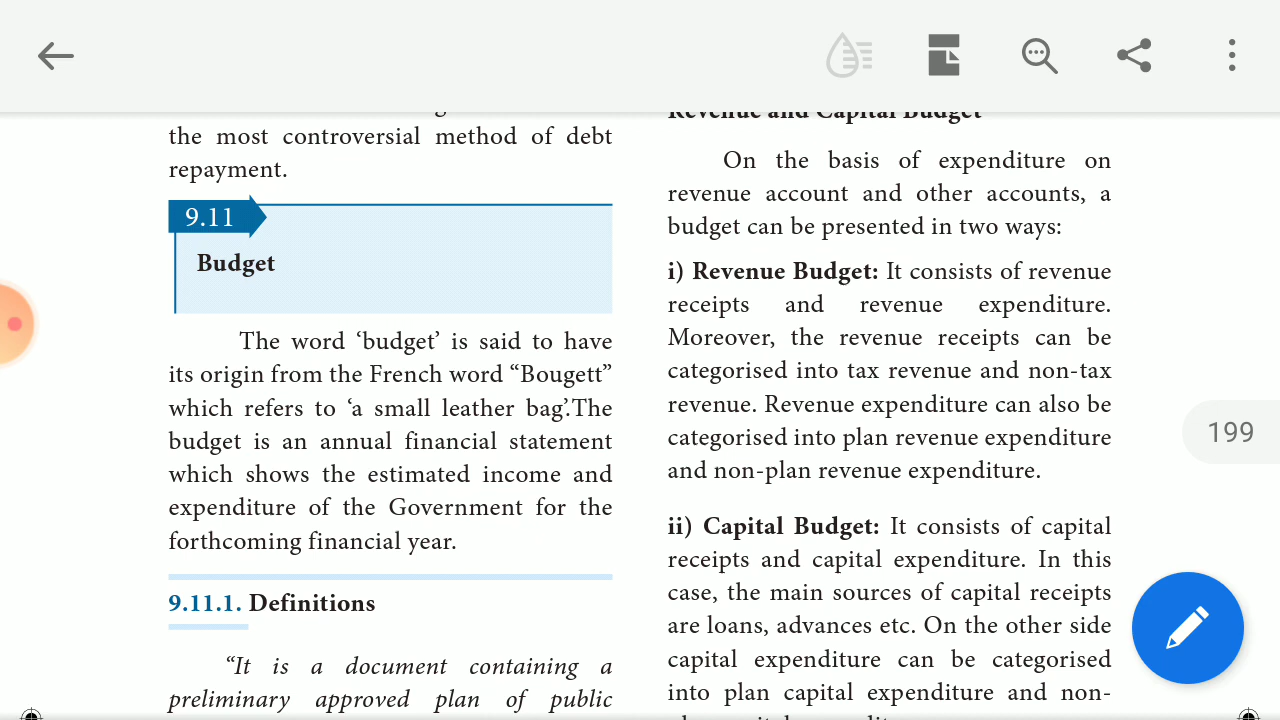 the most controversial method of debt
repayment.
9.11
Budget
The word ‘budget’ is said to have
its origin from the French word “Bougett”
which refers to ‘a small leather bag’.The
budget is an annual financial statement
which shows the estimated income and
expenditure of the Government for the
forthcoming financial year.
9.11.1. Definitions
“It is a document containing a
preliminary approved plan of public
Revenue and Capital Budget
On the basis of expenditure on
revenue account and other accounts, a
budget can be presented in two ways:
i) Revenue Budget: It consists of revenue
receipts and revenue expenditure.
Moreover, the revenue receipts can be
categorised into tax revenue and non-tax
revenue. Revenue expenditure can also be
categorised into plan revenue expenditure
and non-plan revenue expenditure.
ii) Capital Budget: It consists of capital
receipts and capital expenditure. In this
case, the main sources of capital receipts
are loans, advances etc. On the other side
capital expenditure can be categorised
into plan capital expenditure and non-
199